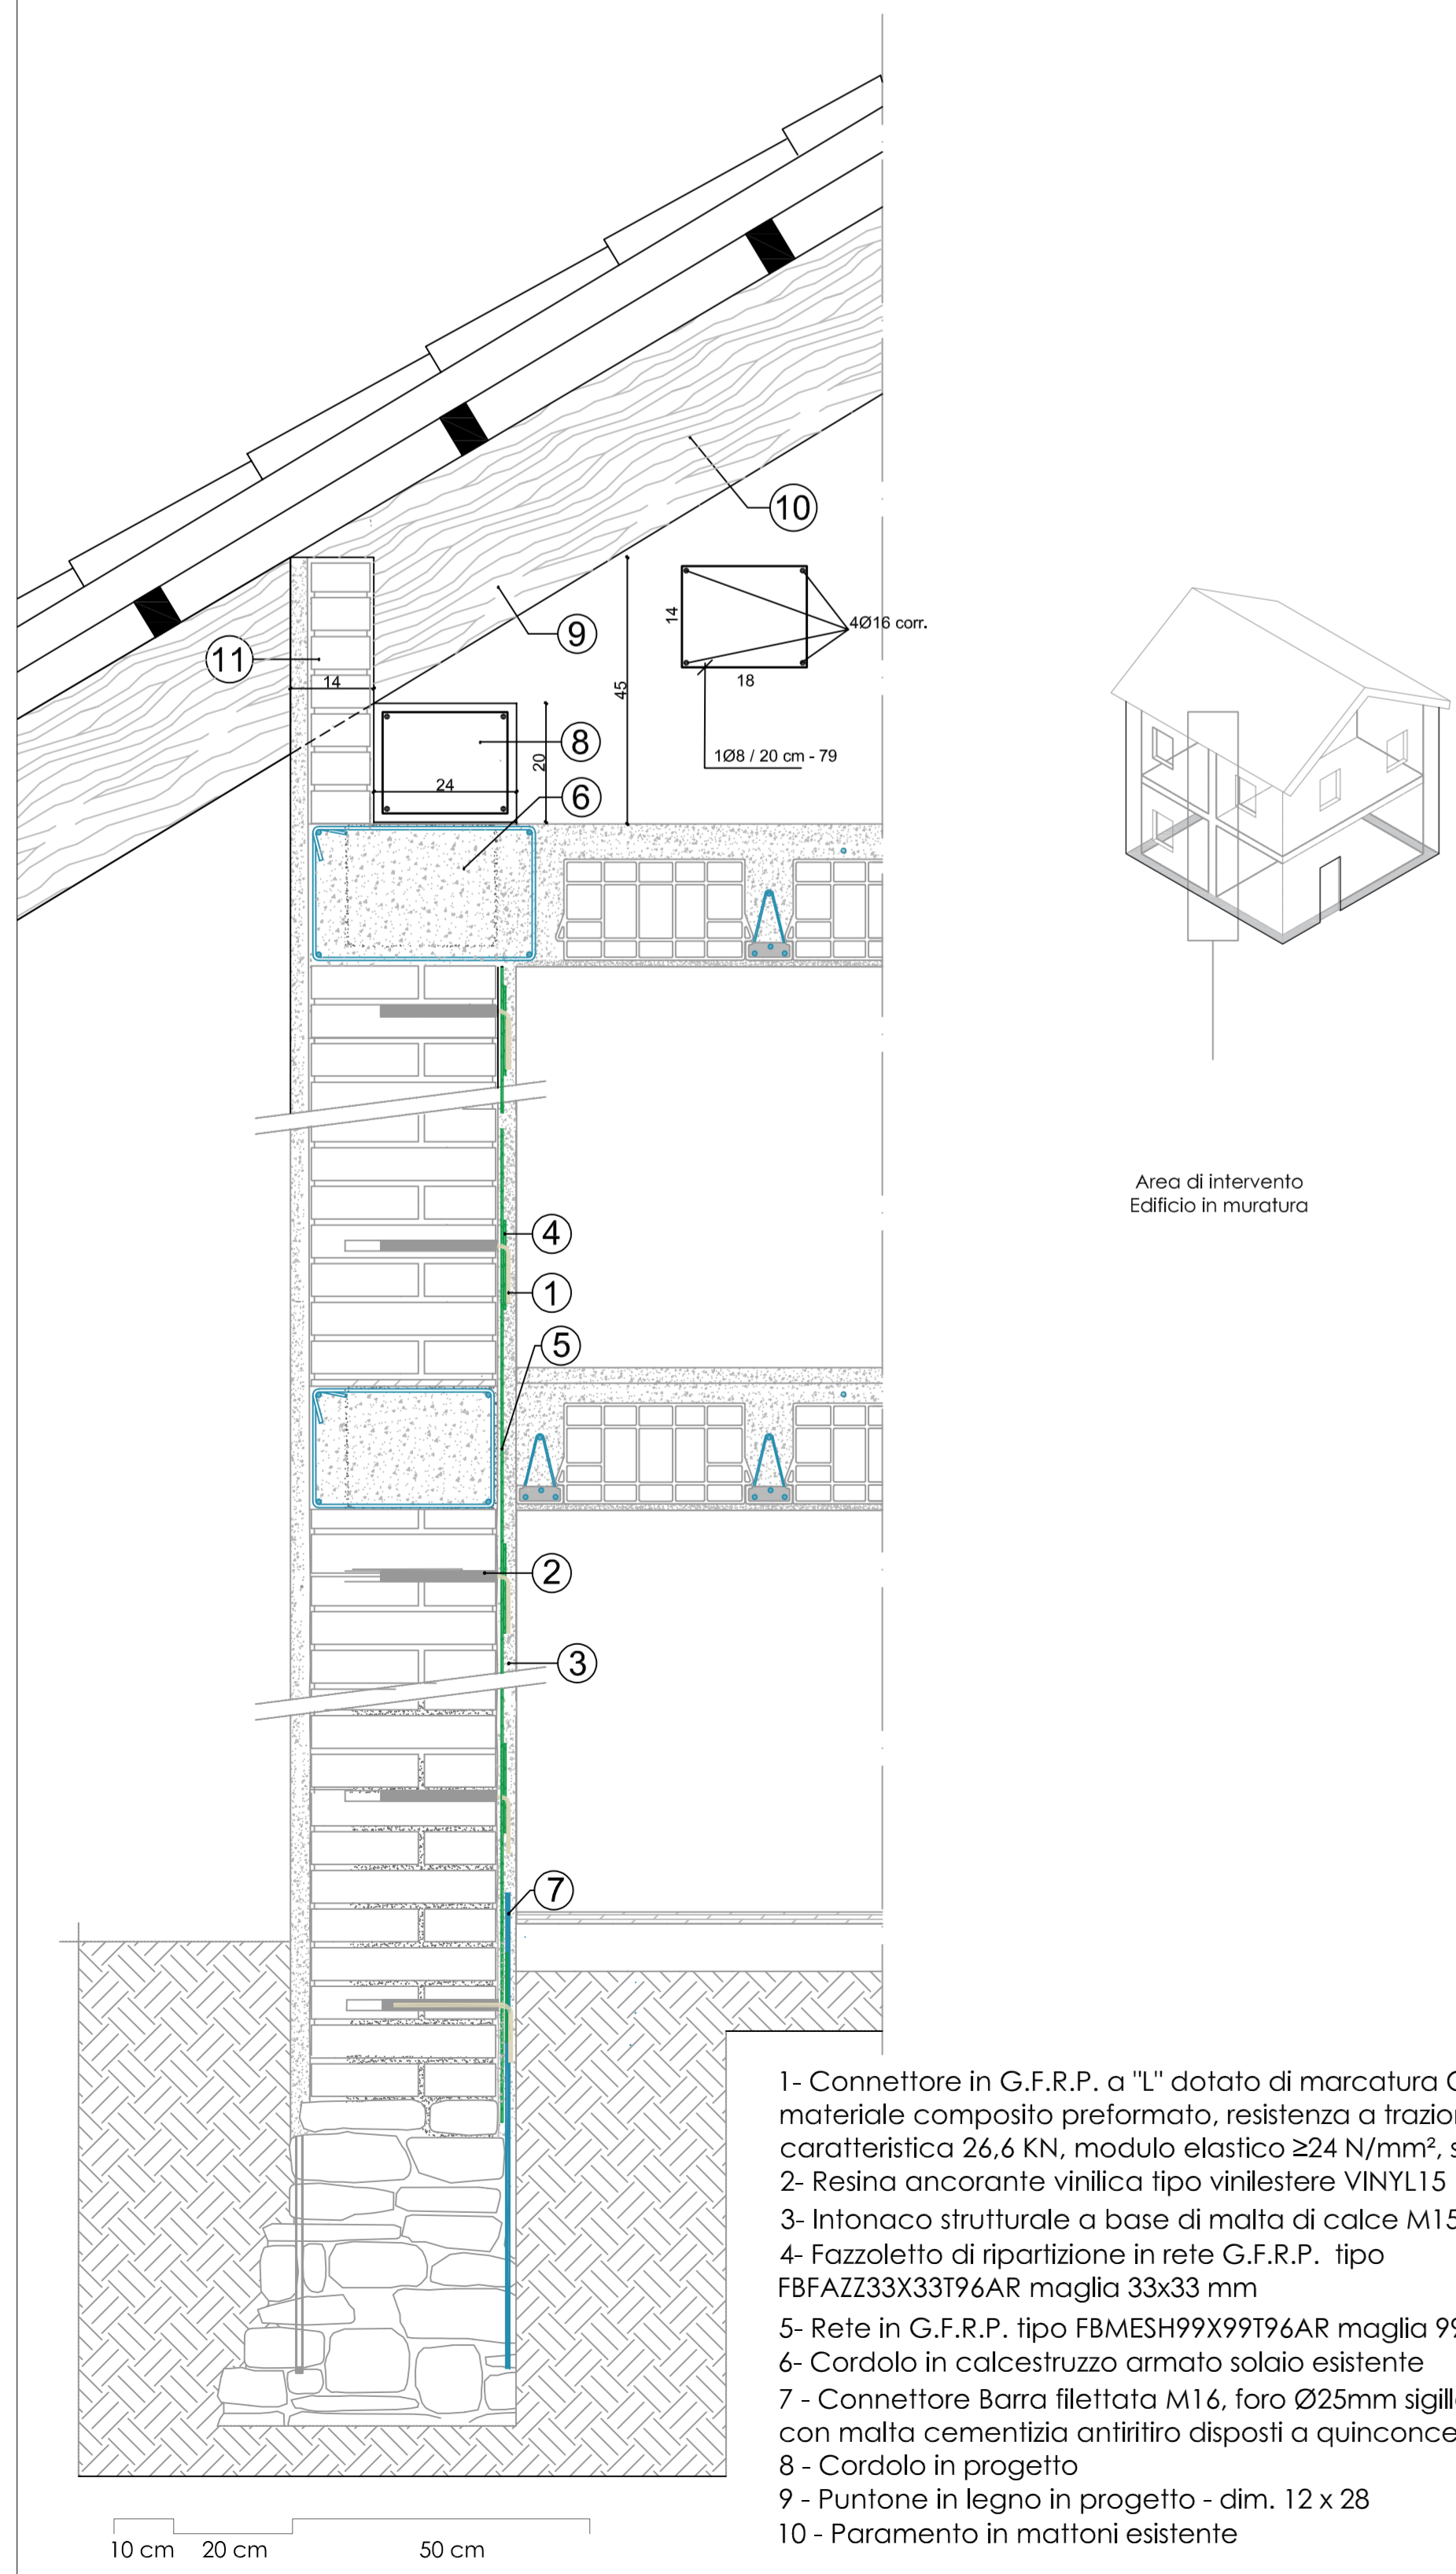 10
14
4Ø16 corr.
9
11
45
14
18
8
20
1Ø8 / 20 cm - 79
24
6
Area di intervento
Edificio in muratura
4
1
5
2
3
7
1- Connettore in G.F.R.P. a "L" dotato di marcatura
materiale composito preformato, resistenza a
caratteristica 26,6 KN, modulo elastico ≥24 N/mm²,
2- Resina ancorante vinilica tipo vinilestere VINYL15
3- Intonaco strutturale a base di malta di calce M15
4- Fazzoletto di ripartizione in rete G.F.R.P. tipo
FBFAZZ33X33T96AR maglia 33x33 mm
5- Rete in G.F.R.P. tipo FBMESH99X99T96AR maglia
6- Cordolo in calcestruzzo armato solaio esistente
7 - Connettore Barra filettata M16, foro Ø25mm
con malta cementizia antiritiro disposti a quinconce
8 - Cordolo in progetto
9 - Puntone in legno in progetto - dim. 12 x 28
10 - Paramento in mattoni esistente
10 cm 20 cm 50 cm